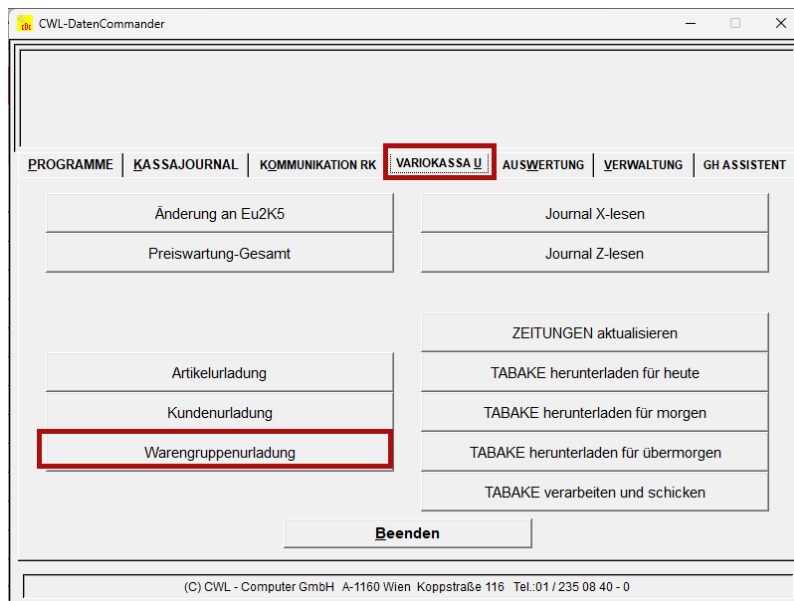 CWL-DatenCommander
PROGRAMME KASSAJOURNAL KOMMUNIKATION RK VARIOKASSA U AUSWERTUNG VERWALTUNG GH ASSISTENT
Änderung an Eu2K5 Journal X-lesen
Preiswartung-Gesamt Journal Z-lesen
ZEITUNGEN aktualisieren
Artikelurladung TABAKE herunterladen für heute
Kundenurladung TABAKE herunterladen für morgen
Warengruppenurladung TABAKE herunterladen für übermorgen
TABAKE verarbeiten und schicken
Beenden
(C) CWL - Computer GmbH A-1160 Wien Koppstraße 116 Tel.:01 / 235 08 40 - 0